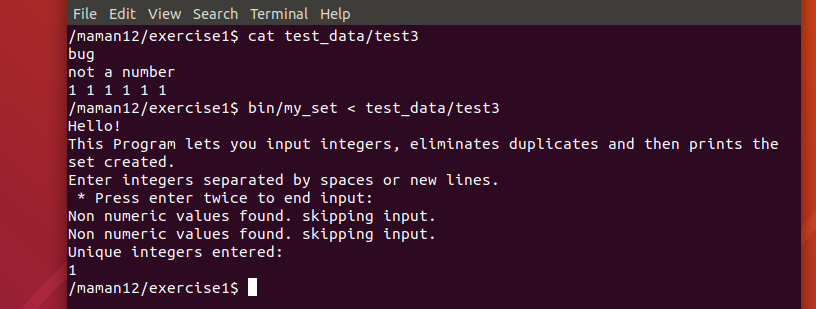 File Edit View Search Terminal Help
/maman12/exercise1$ cat test_data/test3
bug
not a number
1 1 1 1 1 1
/maman12/exercise1$ bin/my_set < test_data/test3
Hello!
This Program lets you input integers, eliminates duplicates and then prints the
set created.
Enter integers separated by spaces or new lines.
 * Press enter twice to end input:
Non numeric values found. skipping input.
Non numeric values found. skipping input.
Unique integers entered:
1
/maman12/exercise1$